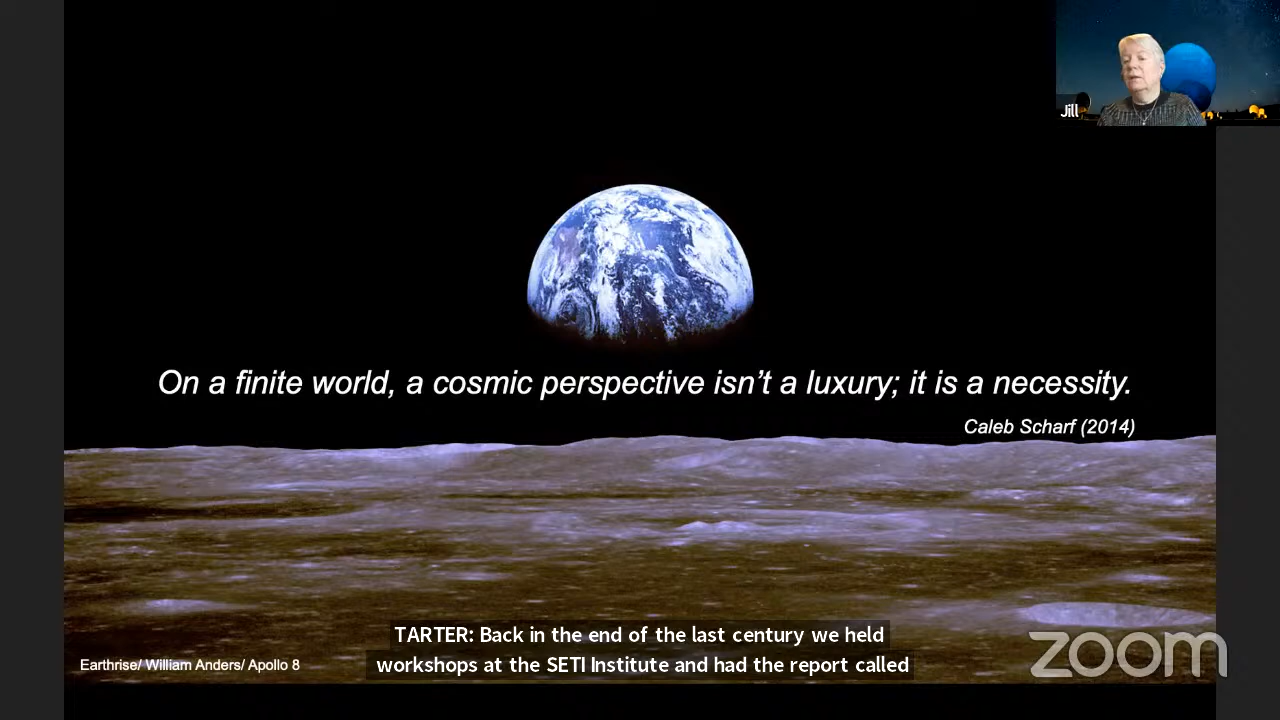 Jill
On a finite world, a cosmic perspective isn't a luxury; it is a necessity.
Caleb Scharf (2014)
TARTER: Back in the end of the last century we held
workshops at the SETI Institute and had the report called
Earthrise/ William Anders/ Apollo 8
zoom